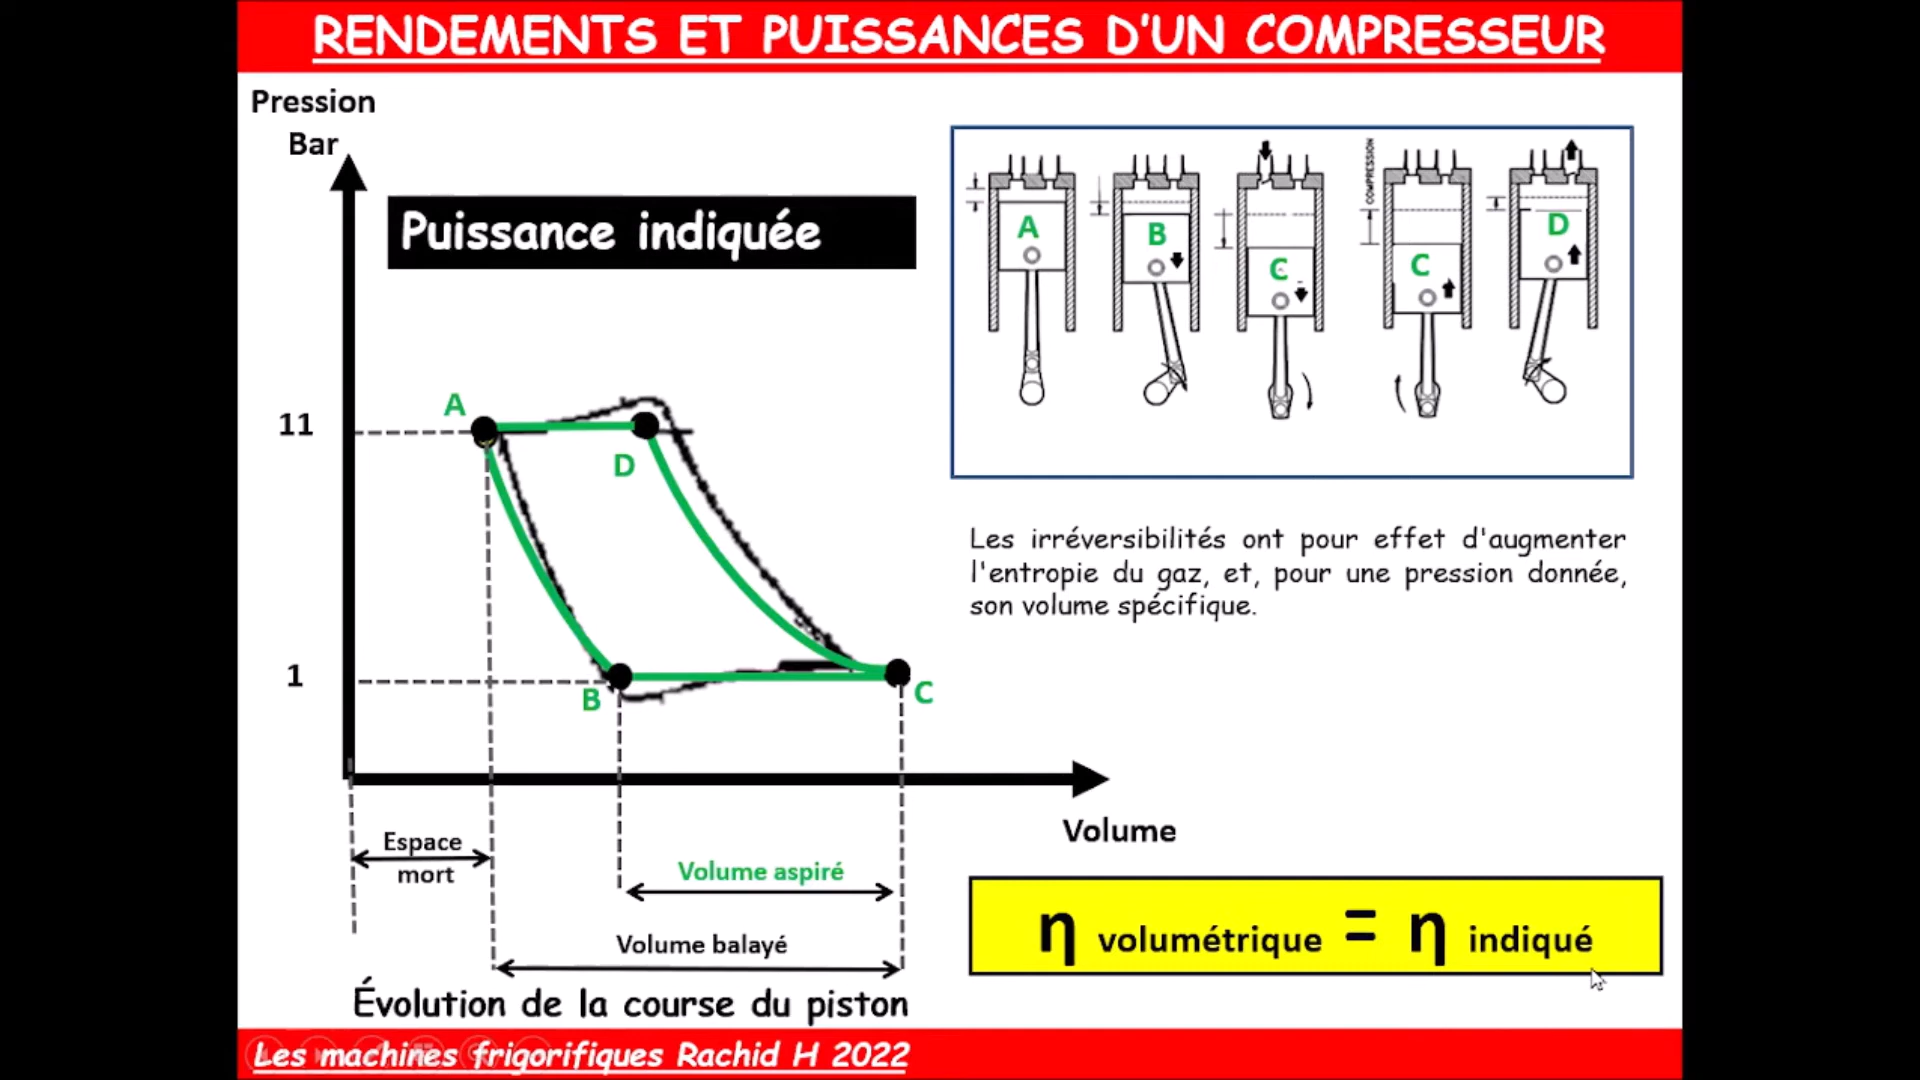 RENDEMENTS ET PUISSANCES D'UN COMPRESSEUR
Pression
Bar
Puissance indiquée
A
11
D
1
B
C
Espace
mort
Volume
Volume aspiré
Volume balayé
Évolution de la course du piston
COMPRESSION
A
B
C
C
D
Les irréversibilités ont pour effet d'augmenter
l'entropie du gaz, et, pour une pression donnée,
son volume spécifique.
η volumétrique = η indiqué
Les machines frigorifiques Rachid H 2022